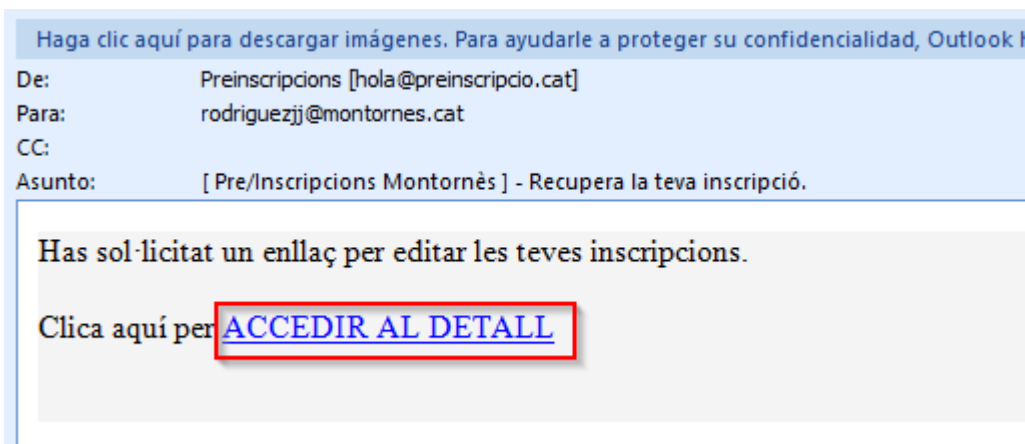 Haga clic aquí para descargar imágenes. Para ayudarle a proteger su confidencialidad, Outlook
De: Preinscripcions [hola@preinscripcio.cat]
Para: rodriguezjj@montornes.cat
CC:
Asunto: [ Pre/Inscripcions Montornès ] - Recupera la teva inscripció.
Has sol·licitat un enllaç per editar les teves inscripcions.
Clica aquí per ACCEDIR AL DETALL